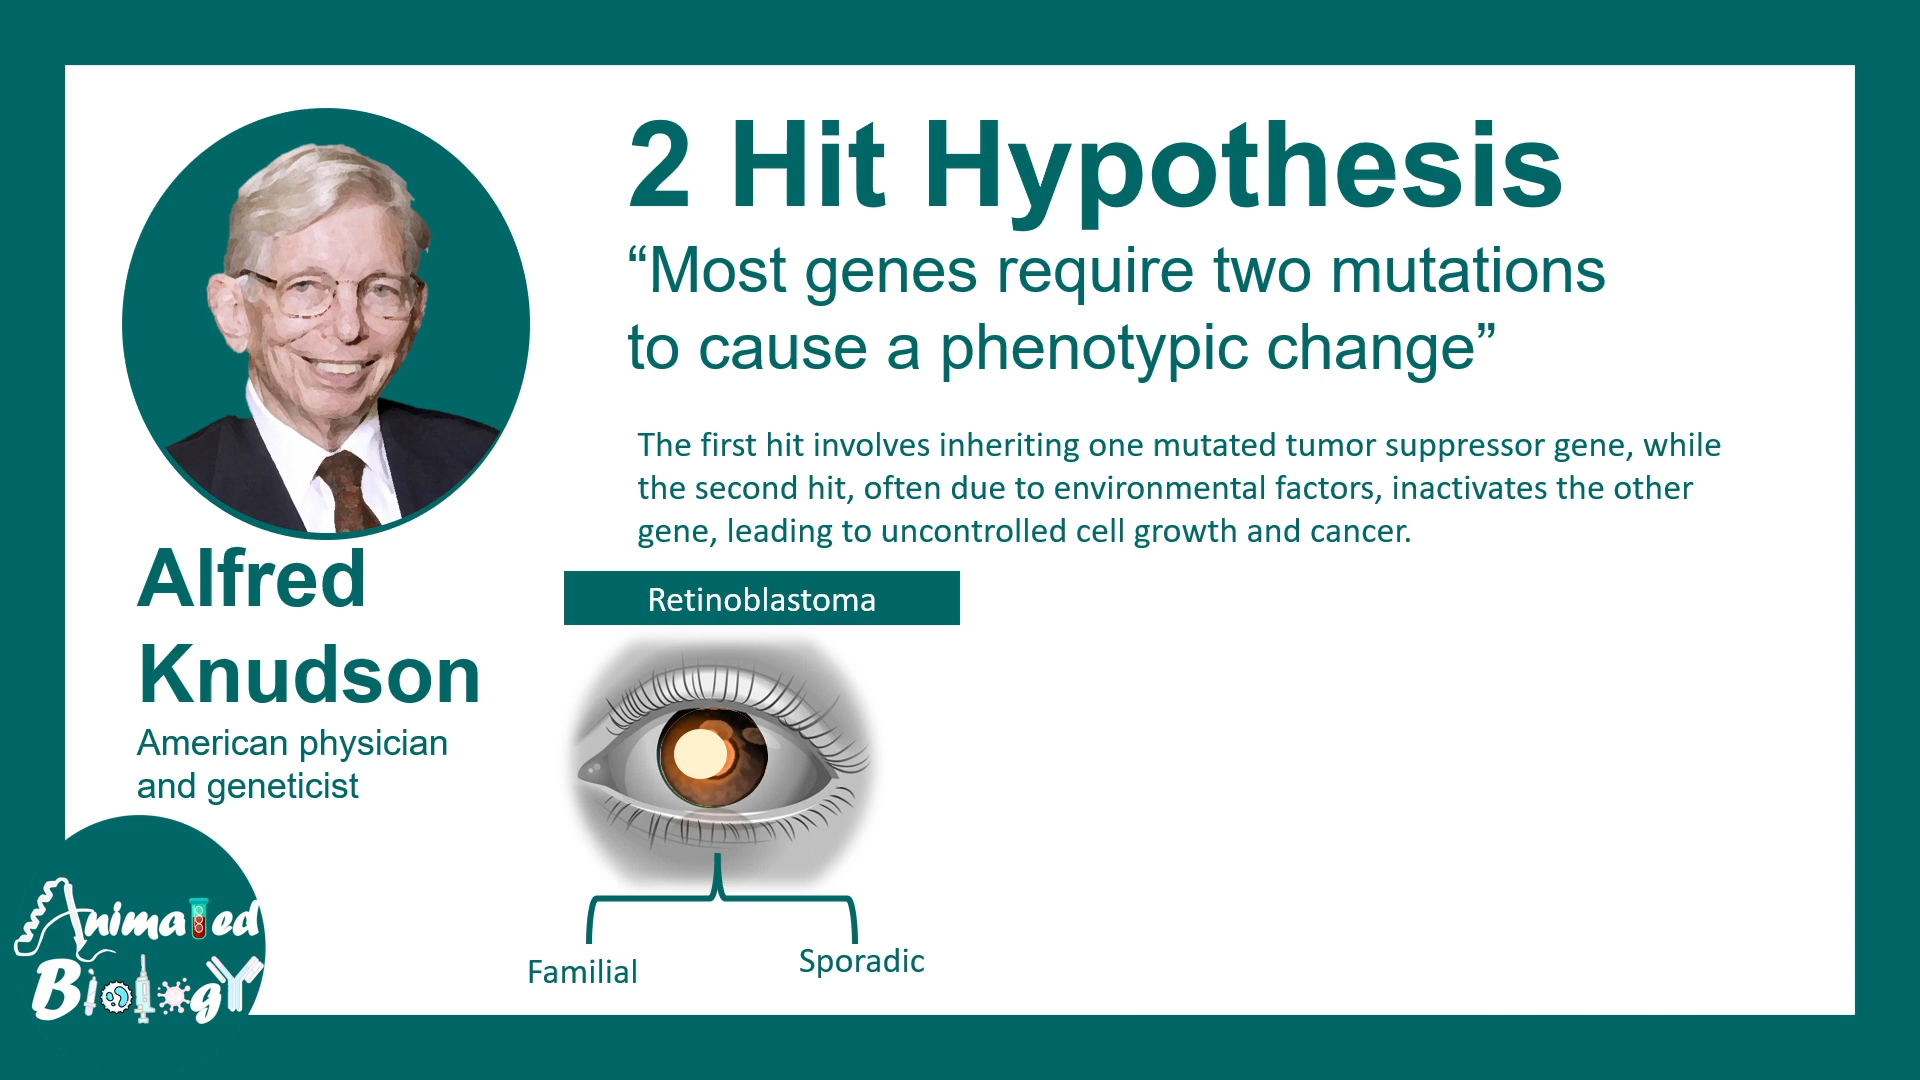 2 Hit Hypothesis
“Most genes require two mutations
to cause a phenotypic change”
The first hit involves inheriting one mutated tumor suppressor gene, while
the second hit, often due to environmental factors, inactivates the other
gene, leading to uncontrolled cell growth and cancer.
Alfred
Knudson
American physician
and geneticist
Retinoblastoma
Familial
Sporadic
Animated
Biology